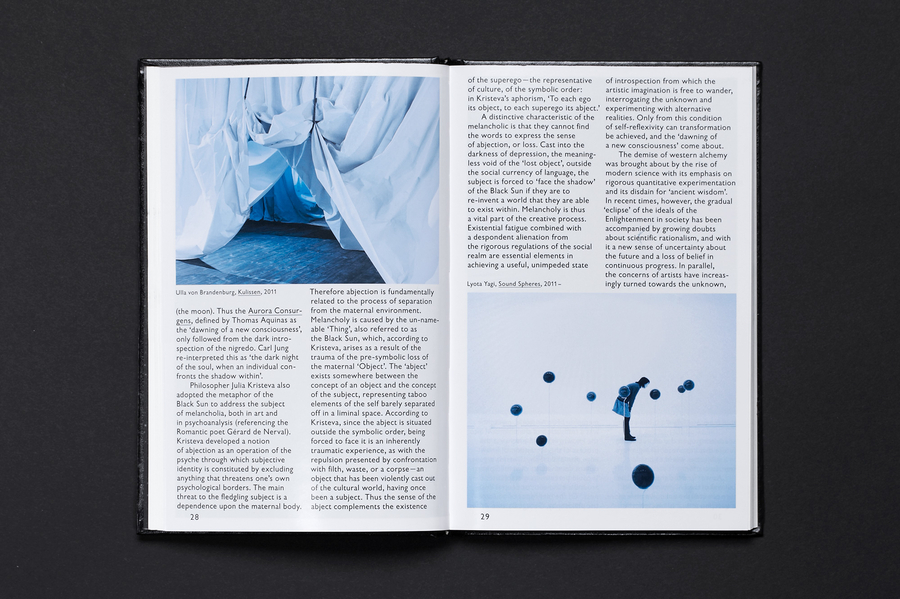 Ulla von Brandenburg, Kulissen, 2011
(the moon). Thus the Aurora Consur-
gens, defined by Thomas Aquinas as
the ‘dawning of a new consciousness’,
only followed from the dark intro-
spection of the nigredo. Carl Jung
re-interpreted this as ‘the dark night
of the soul, when an individual con-
fronts the shadow within’.
Philosopher Julia Kristeva also
adopted the metaphor of the
Black Sun to address the subject
of melancholia, both in art and
in psychoanalysis (referencing the
Romantic poet Gérard de Nerval).
Kristeva developed a notion
of abjection as an operation of the
psyche through which subjective
identity is constituted by excluding
anything that threatens one's own
psychological borders. The main
threat to the fledgling subject is a
dependence upon the maternal body.
Therefore abjection is fundamentally
related to the process of separation
from the maternal environment.
Melancholy is caused by the un-name-
able ‘Thing’, also referred to as
the Black Sun, which, according to
Kristeva, arises as a result of the
trauma of the pre-symbolic loss of
the maternal ‘Object’. The ‘abject’
exists somewhere between the
concept of an object and the concept
of the subject, representing taboo
elements of the self barely separated
off in a liminal space. According to
Kristeva, since the abject is situated
outside the symbolic order, being
forced to face it is an inherently
traumatic experience, as with the
repulsion presented by confrontation
with filth, waste, or a corpse—an
object that has been violently cast out
of the cultural world, having once
been a subject. Thus the sense of the
abject complements the existence
28
of the superego—the representative
of culture, of the symbolic order:
in Kristeva's aphorism, ‘To each ego
its object, to each superego its abject.’
A distinctive characteristic of the
melancholic is that they cannot find
the words to express the sense
of abjection, or loss. Cast into the
darkness of depression, the meaning-
less void of the ‘lost object’, outside
the social currency of language, the
subject is forced to ‘face the shadow’
of the Black Sun if they are to
re-invent a world that they are able
to exist within. Melancholy is thus
a vital part of the creative process.
Existential fatigue combined with
a despondent alienation from
the rigorous regulations of the social
realm are essential elements in
achieving a useful, unimpeded state
of introspection from which the
artistic imagination is free to wander,
interrogating the unknown and
experimenting with alternative
realities. Only from this condition
of self-reflexivity can transformation
be achieved, and the ‘dawning of
a new consciousness’ come about.
The demise of western alchemy
was brought about by the rise of
modern science with its emphasis on
rigorous quantitative experimentation
and its disdain for ‘ancient wisdom’.
In recent times, however, the gradual
‘eclipse’ of the ideals of the
Enlightenment in society has been
accompanied by growing doubts
about scientific rationalism, and with
it a new sense of uncertainty about
the future and a loss of belief in
continuous progress. In parallel,
the concerns of artists have increas-
ingly turned towards the unknown,
Lyota Yagi, Sound Spheres, 2011–
29